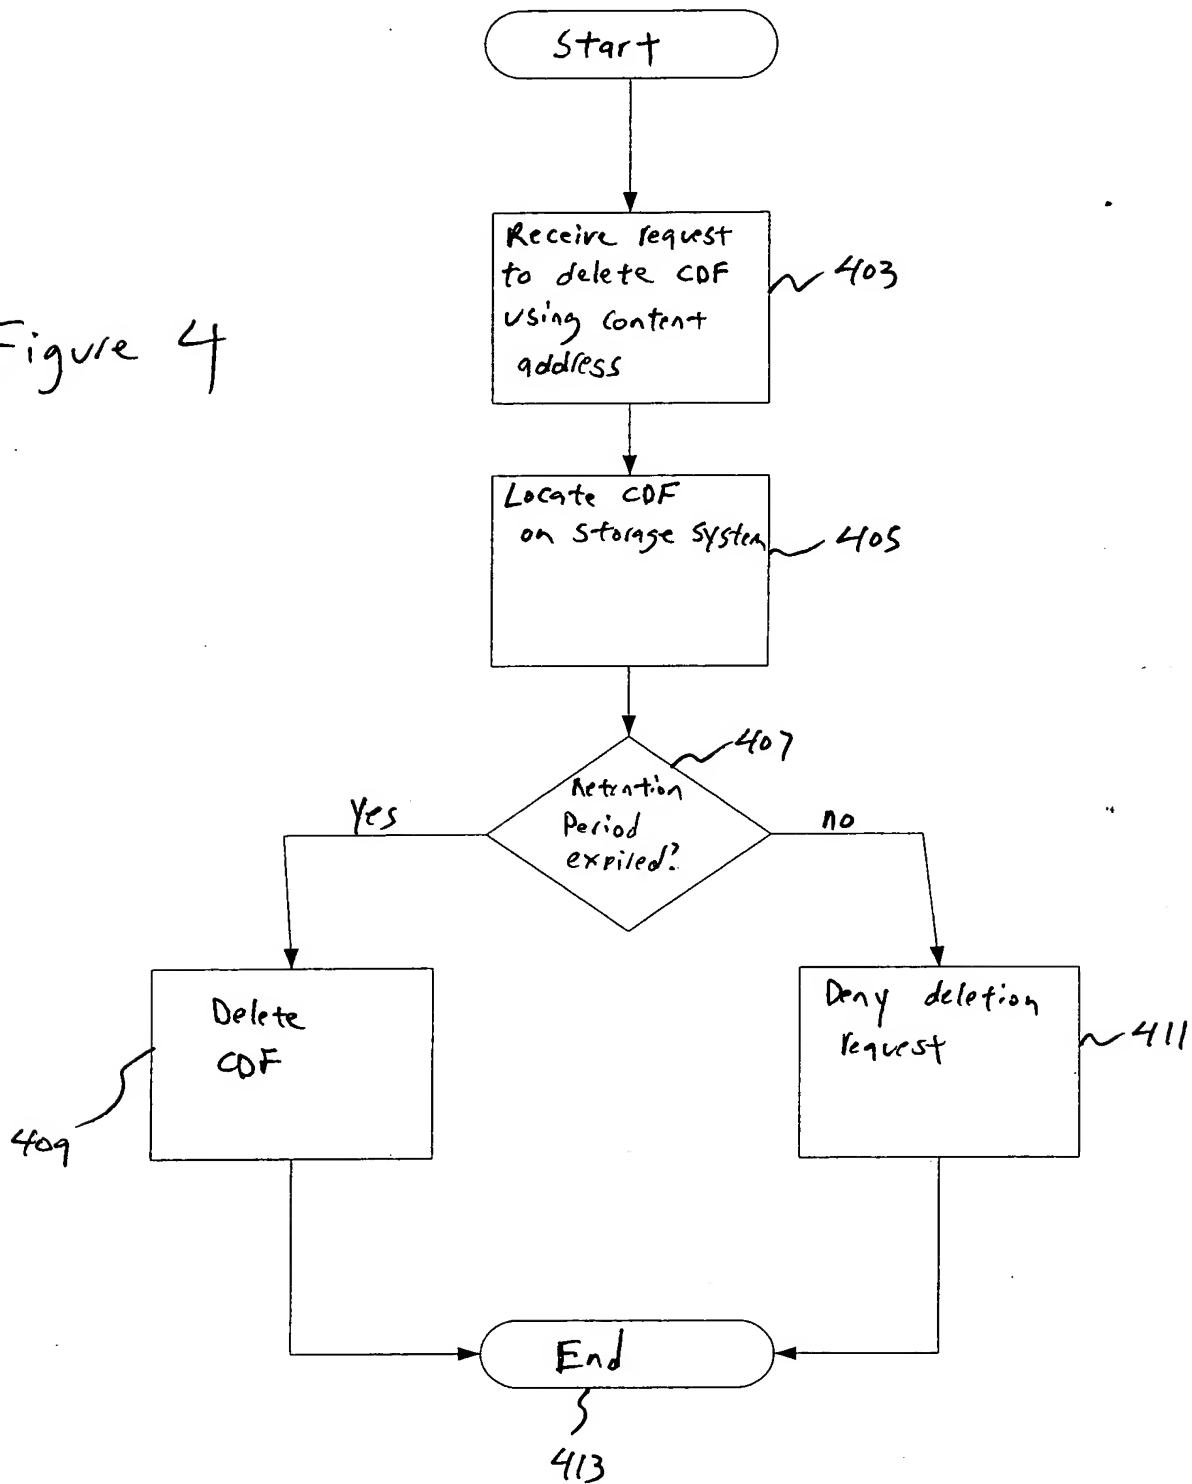 Start
Receive request
to delete CDF
using content
address
403
Figure 4
Locate CDF
on storage system
405
407
Retention
Period
expired?
Yes
no
Delete
CDF
409
Deny deletion
request
411
End
413